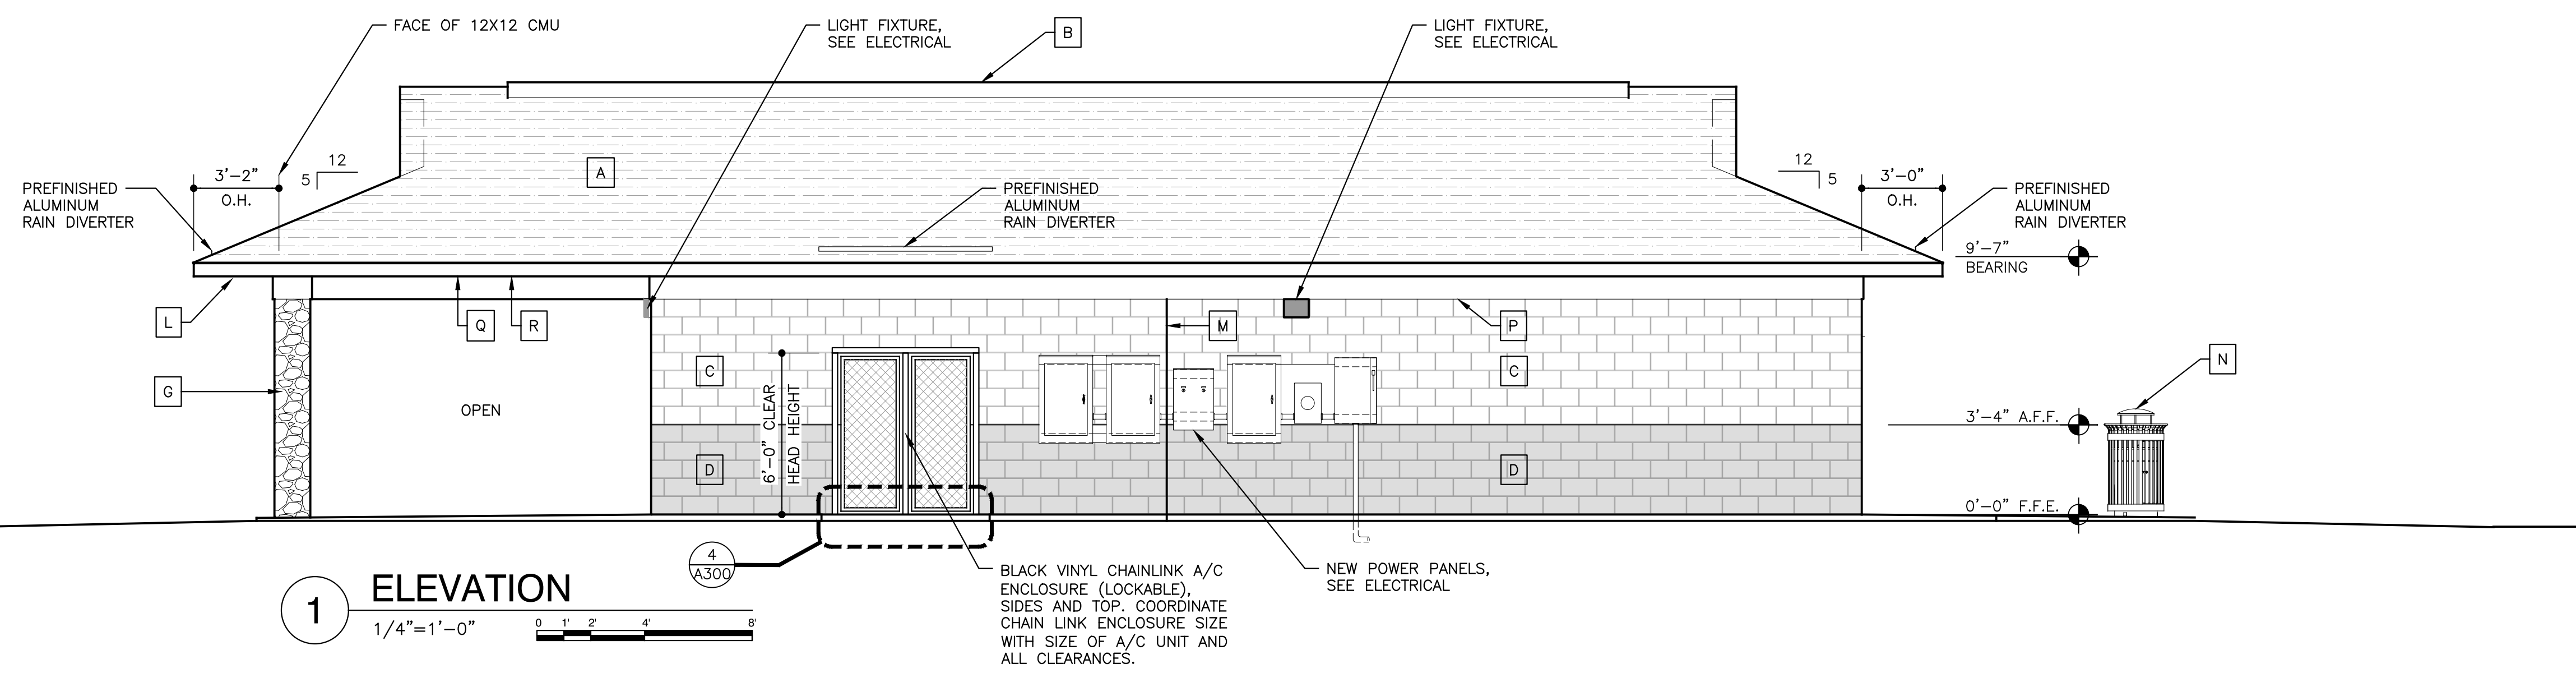 FACE OF 12X12 CMU
LIGHT FIXTURE,
SEE ELECTRICAL
B
LIGHT FIXTURE,
SEE ELECTRICAL
3'-2"
O.H.
12
5
A
PREFINISHED
ALUMINUM
RAIN DIVERTER
PREFINISHED
ALUMINUM
RAIN DIVERTER
12
5
3'-0"
O.H.
PREFINISHED
ALUMINUM
RAIN DIVERTER
9'-7"
BEARING
L
Q
R
M
P
G
OPEN
C
C
N
6'-0" CLEAR
HEAD HEIGHT
3'-4" A.F.F.
D
D
0'-0" F.F.E.
4
A300
BLACK VINYL CHAINLINK A/C
ENCLOSURE (LOCKABLE),
SIDES AND TOP. COORDINATE
CHAIN LINK ENCLOSURE SIZE
WITH SIZE OF A/C UNIT AND
ALL CLEARANCES.
NEW POWER PANELS,
SEE ELECTRICAL
1
ELEVATION
1/4"=1'-0"
0 1' 2' 4' 8'